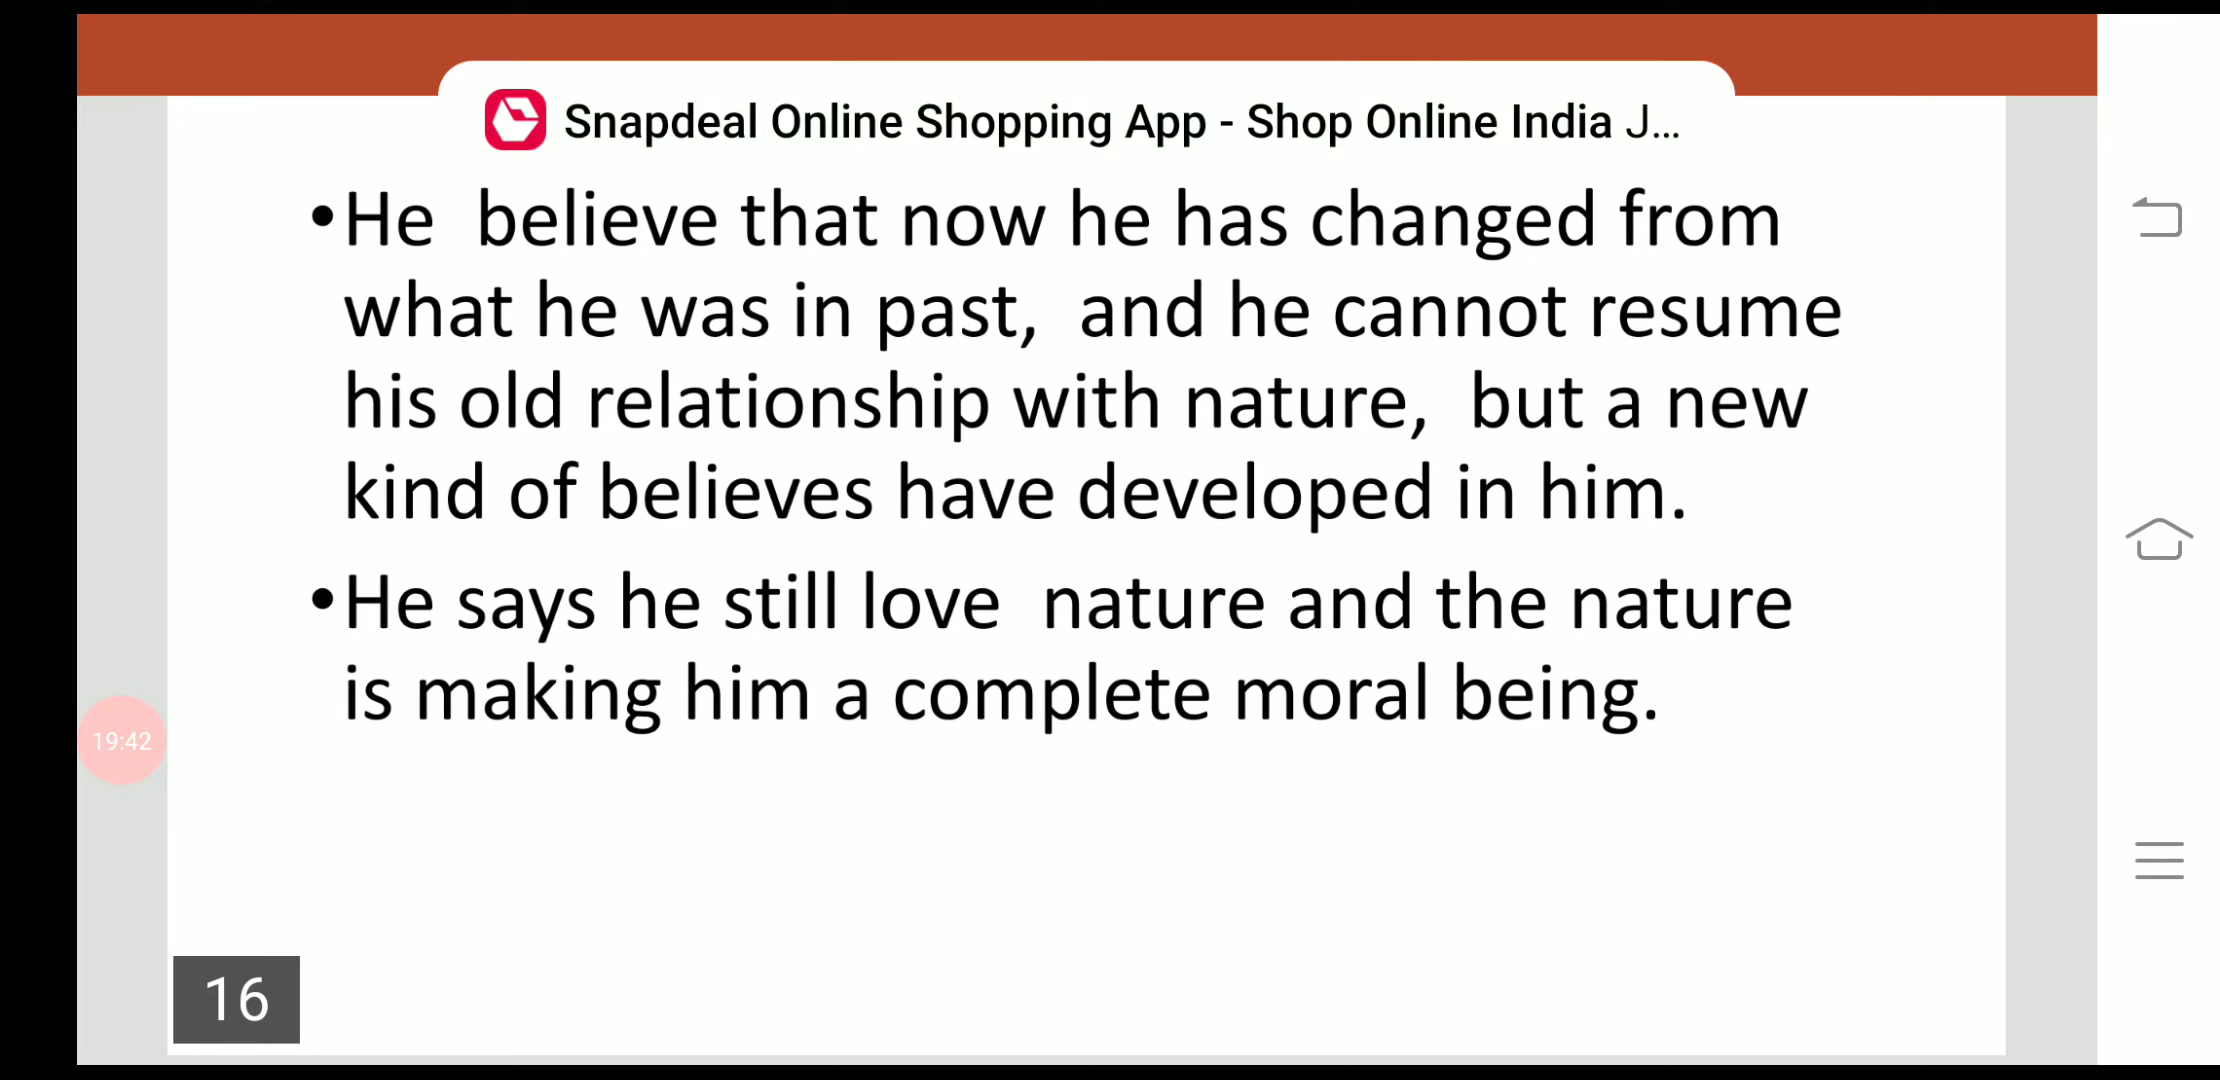 Snapdeal Online Shopping App - Shop Online India J...
•He believe that now he has changed from
what he was in past, and he cannot resume
his old relationship with nature, but a new
kind of believes have developed in him.
•He says he still love nature and the nature
is making him a complete moral being.
19:42
16